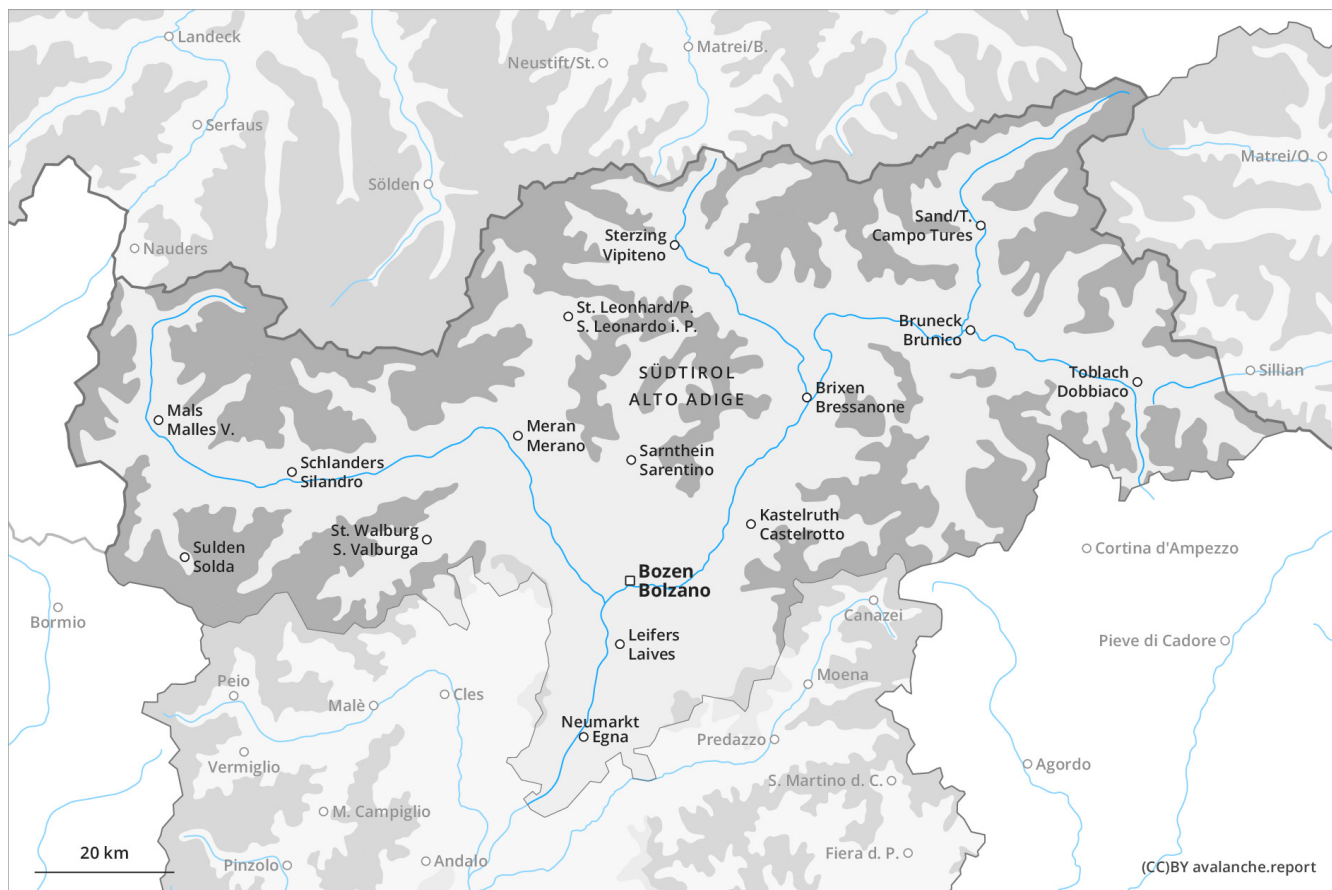 Landeck
Matrei/B.
Neustift/St.
Serfaus
Matrei/O.
Sölden
Sand/T.
Campo Tures
Nauders
Sterzing
Vipiteno
St. Leonhard/P.
S. Leonardo i. P.
Bruneck
Brunico
SÜDTIROL
ALTO ADIGE
Toblach
Dobbiaco
Sillian
Brixen
Bressanone
Mals
Malles V.
Meran
Merano
Sarnthein
Sarentino
Schlanders
Silandro
Kastelruth
Castelrotto
St. Walburg
S. Valburga
Sulden
Solda
Cortina d'Ampezzo
Bozen
Bolzano
Bormio
Canazei
Leifers
Laives
Pieve di Cadore
Peio
Moena
Malè
Cles
Neumarkt
Egna
Predazzo
Vermiglio
Agordo
S. Martino d. C.
M. Campiglio
20 km
Pinzolo
Andalo
Fiera d. P.
(CC)BY avalanche.report